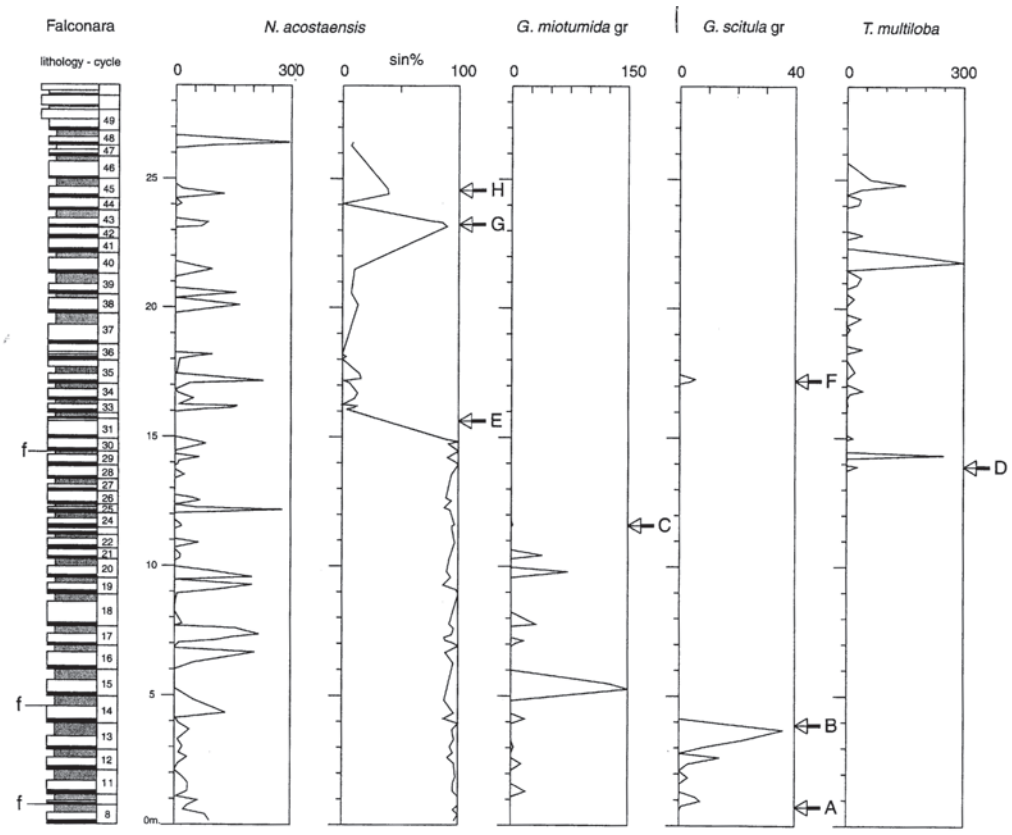 Falconara N. acostaensis G. miotumida gr G. scitula gr T. multiloba
lithology - cycle sin%
0 300 0 100 0 150 0 40 0 300
49
48
47
46
25
45 H
44
43 G
42
41
40
39
20
38
37
36
35 F
34
33
E
31
15
30
f
29 D
28
27
26
25
24 C
22
21
10
20
19
18
17
16
15
5
f
14 B
13
12
11
f A
8
0m